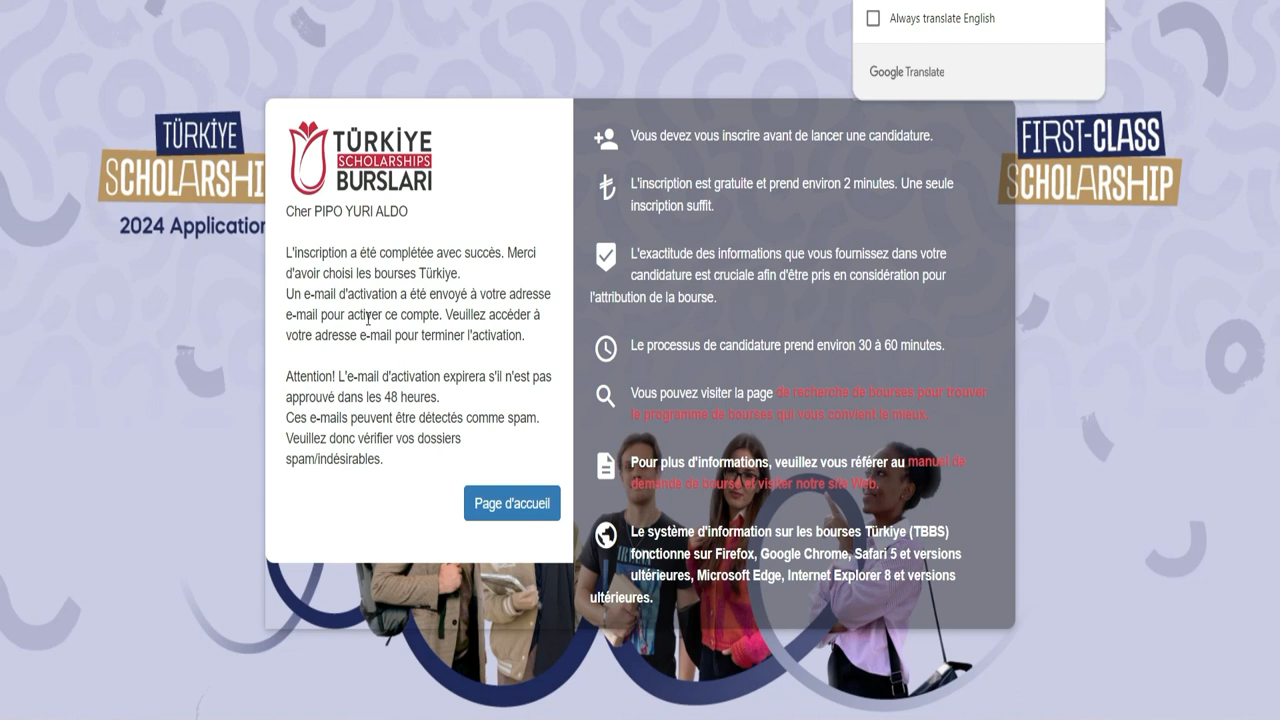 Always translate English
Google Translate
TÜRKİYE
SCHOLARSHI
2024 Application
FIRST-CLASS
SCHOLARSHIP
TÜRKİYE
SCHOLARSHIPS
BURSLARI
Cher PIPO YURI ALDO
L'inscription a été complétée avec succès. Merci
d'avoir choisi les bourses Türkiye.
Un e-mail d'activation a été envoyé à votre adresse
e-mail pour activer ce compte. Veuillez accéder à
votre adresse e-mail pour terminer l'activation.
Attention! L'e-mail d'activation expirera s'il n'est pas
approuvé dans les 48 heures.
Ces e-mails peuvent être détectés comme spam.
Veuillez donc vérifier vos dossiers
spam/indésirables.
Page d'accueil
Vous devez vous inscrire avant de lancer une candidature.
L'inscription est gratuite et prend environ 2 minutes. Une seule
inscription suffit.
L'exactitude des informations que vous fournissez dans votre
candidature est cruciale afin d'être pris en considération pour
l'attribution de la bourse.
Le processus de candidature prend environ 30 à 60 minutes.
Vous pouvez visiter la page de recherche de bourses pour trouver
le programme de bourses qui vous convient le mieux.
Pour plus d'informations, veuillez vous référer au manuel de
demande de bourse et visiter notre site Web.
Le système d'information sur les bourses Türkiye (TBBS)
fonctionne sur Firefox, Google Chrome, Safari 5 et versions
ultérieures, Microsoft Edge, Internet Explorer 8 et versions
ultérieures.